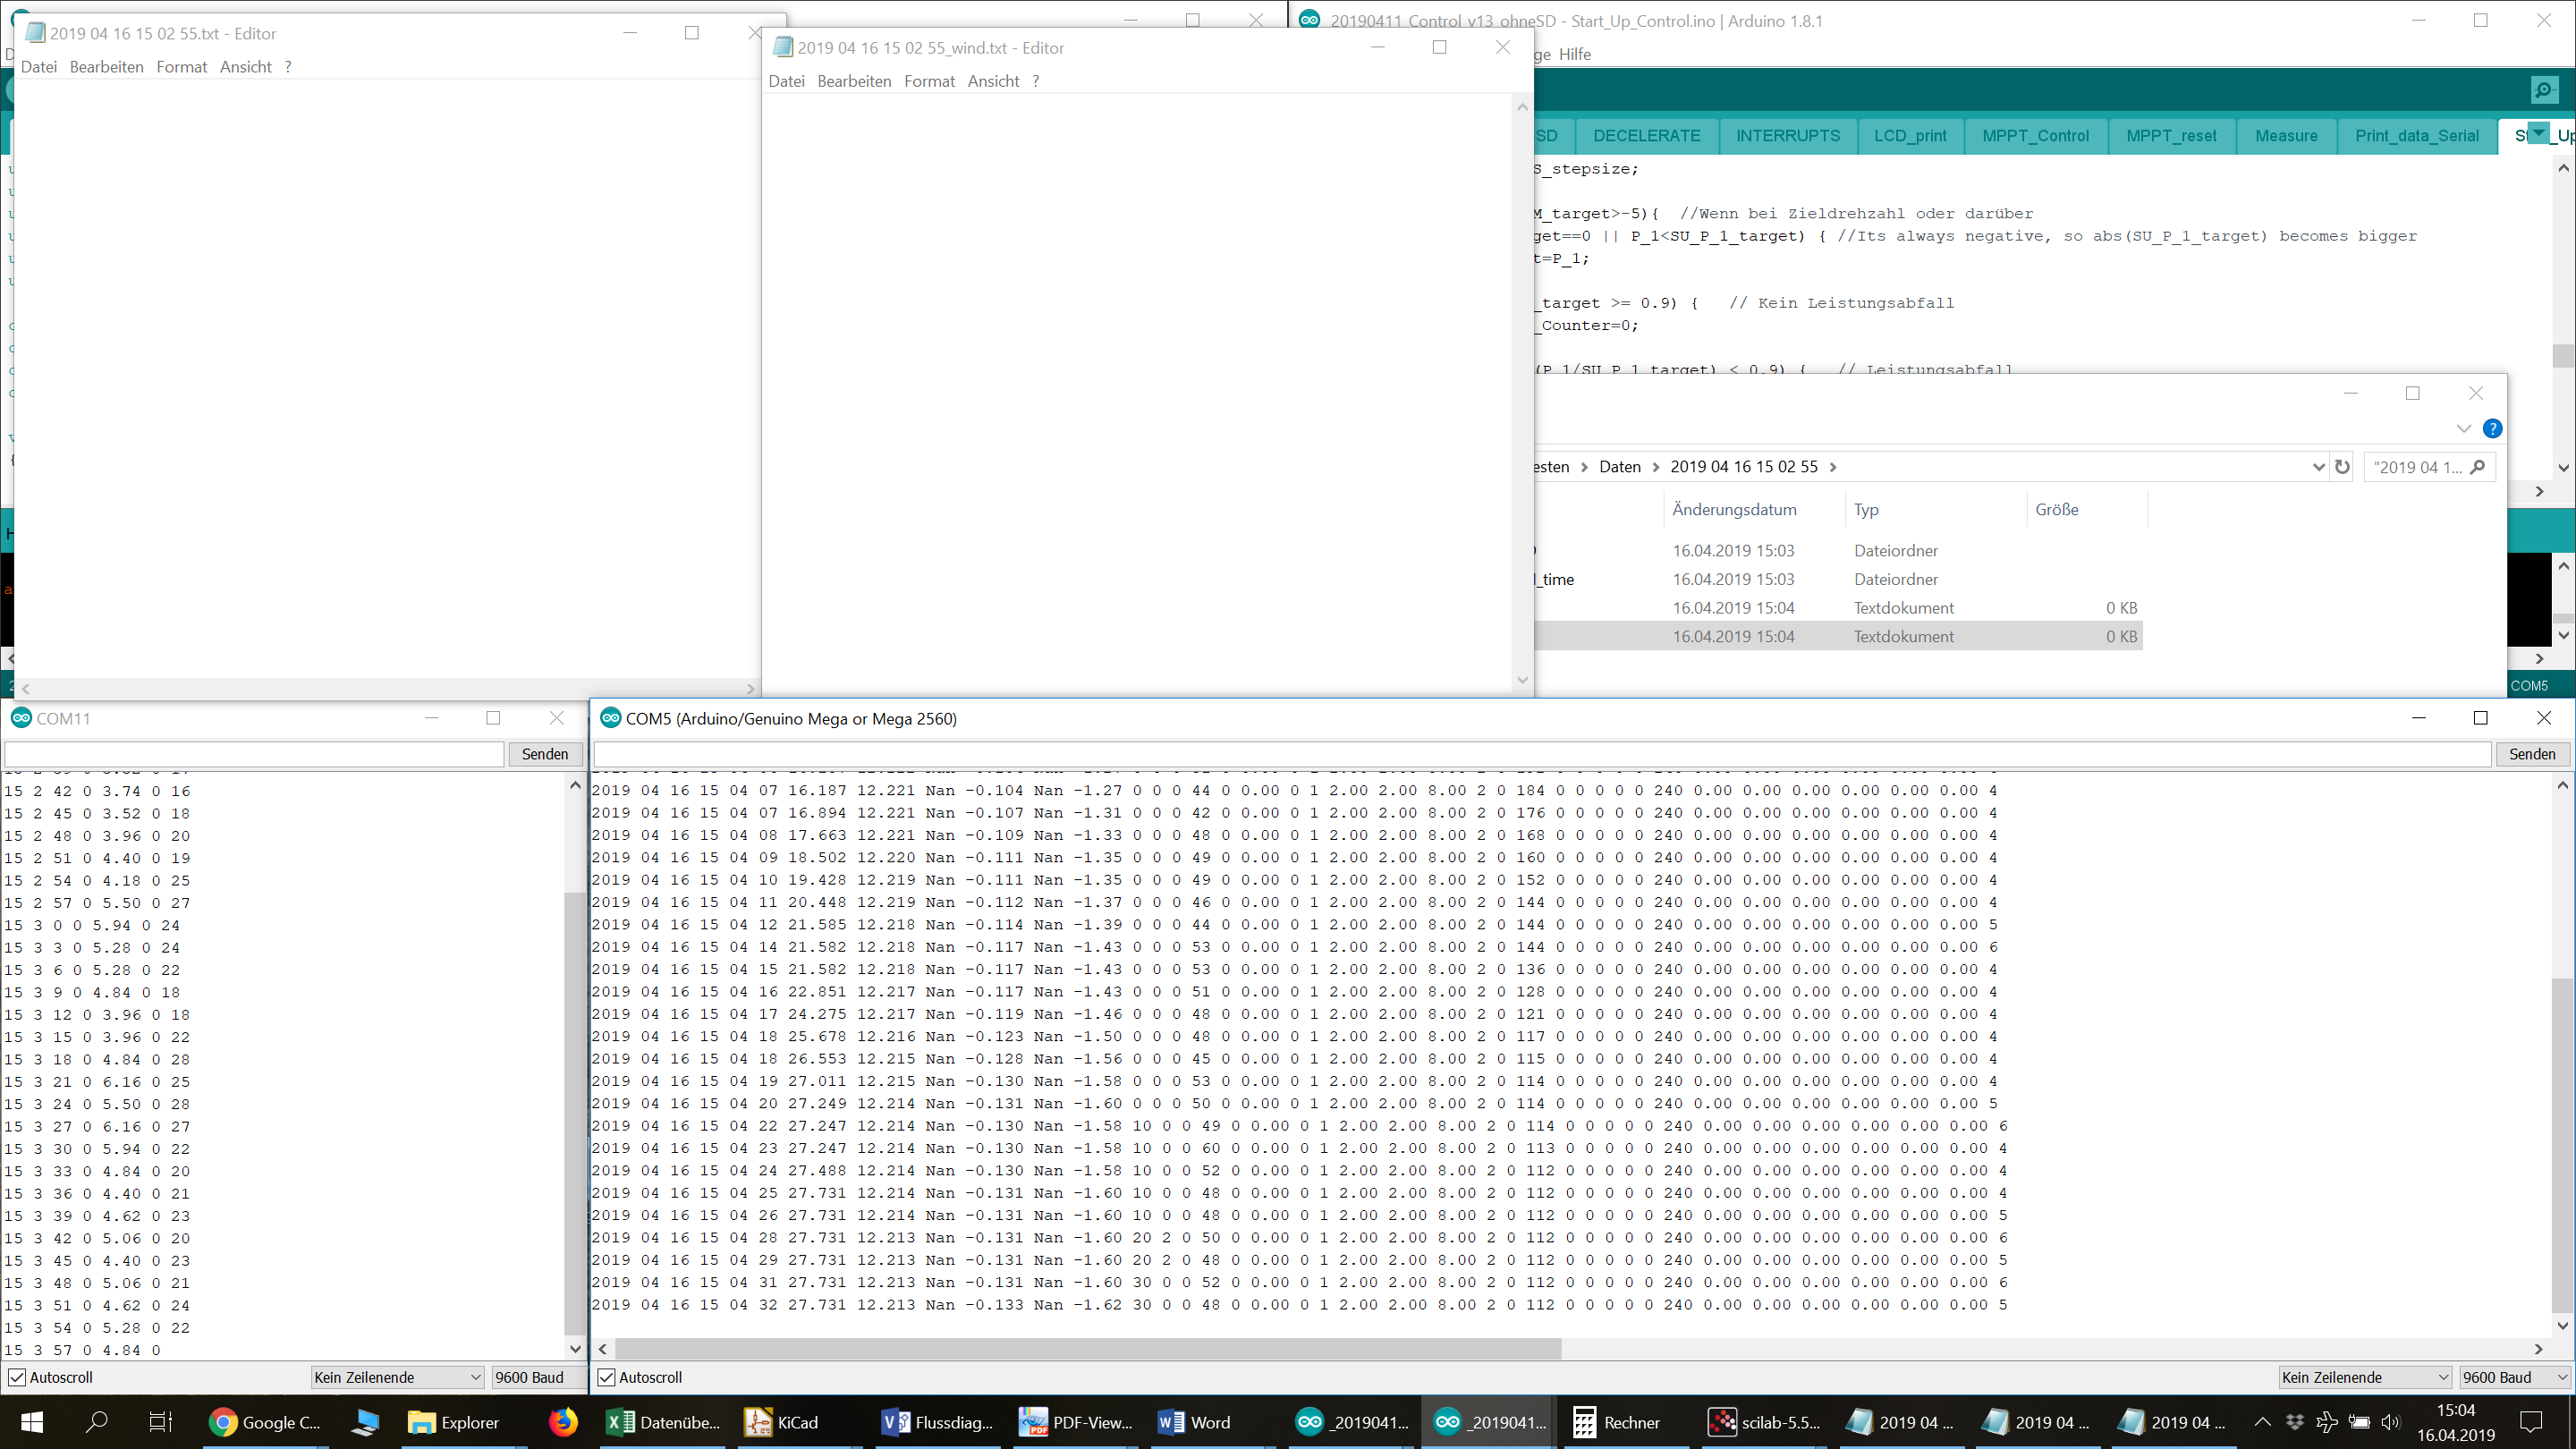 2019 04 16 15 02 55.txt - Editor
Datei Bearbeiten Format Ansicht ?
2019 04 16 15 02 55_wind.txt - Editor
Datei Bearbeiten Format Ansicht ?
20190411_Control_v13_ohneSD - Start_Up_Control.ino | Arduino 1.8.1
ge Hilfe
SD DECELERATE INTERRUPTS LCD_print MPPT_Control MPPT_reset Measure Print_data_Serial
S_stepsize;
M_target>-5){ //Wenn bei Zieldrehzahl oder darüber
get==0 || P_1<SU_P_1_target) { //Its always negative, so abs(SU_P_1_target) becomes bigger
t=P_1;
_target >= 0.9) { // Kein Leistungsabfall
_Counter=0;
(P_1/SU_P_1_target) < 0.9) { // Leistungsabfall
esten > Daten > 2019 04 16 15 02 55 >
"2019 04 1...
Änderungsdatum Typ Größe
16.04.2019 15:03 Dateiordner
_time 16.04.2019 15:03 Dateiordner
16.04.2019 15:04 Textdokument 0 KB
16.04.2019 15:04 Textdokument 0 KB
COM5
COM11
Senden
15 2 42 0 3.74 0 16
15 2 45 0 3.52 0 18
15 2 48 0 3.96 0 20
15 2 51 0 4.40 0 19
15 2 54 0 4.18 0 25
15 2 57 0 5.50 0 27
15 3 0 0 5.94 0 24
15 3 3 0 5.28 0 24
15 3 6 0 5.28 0 22
15 3 9 0 4.84 0 18
15 3 12 0 3.96 0 18
15 3 15 0 3.96 0 22
15 3 18 0 4.84 0 28
15 3 21 0 6.16 0 25
15 3 24 0 5.50 0 28
15 3 27 0 6.16 0 27
15 3 30 0 5.94 0 22
15 3 33 0 4.84 0 20
15 3 36 0 4.40 0 21
15 3 39 0 4.62 0 23
15 3 42 0 5.06 0 20
15 3 45 0 4.40 0 23
15 3 48 0 5.06 0 21
15 3 51 0 4.62 0 24
15 3 54 0 5.28 0 22
15 3 57 0 4.84 0
Autoscroll Kein Zeilenende 9600 Baud
COM5 (Arduino/Genuino Mega or Mega 2560)
Senden
2019 04 16 15 04 07 16.187 12.221 Nan -0.104 Nan -1.27 0 0 0 44 0 0.00 0 1 2.00 2.00 8.00 2 0 184 0 0 0 0 0 240 0.00 0.00 0.00 0.00 0.00 0.00 4
2019 04 16 15 04 07 16.894 12.221 Nan -0.107 Nan -1.31 0 0 0 42 0 0.00 0 1 2.00 2.00 8.00 2 0 176 0 0 0 0 0 240 0.00 0.00 0.00 0.00 0.00 0.00 4
2019 04 16 15 04 08 17.663 12.221 Nan -0.109 Nan -1.33 0 0 0 48 0 0.00 0 1 2.00 2.00 8.00 2 0 168 0 0 0 0 0 240 0.00 0.00 0.00 0.00 0.00 0.00 4
2019 04 16 15 04 09 18.502 12.220 Nan -0.111 Nan -1.35 0 0 0 49 0 0.00 0 1 2.00 2.00 8.00 2 0 160 0 0 0 0 0 240 0.00 0.00 0.00 0.00 0.00 0.00 4
2019 04 16 15 04 10 19.428 12.219 Nan -0.111 Nan -1.35 0 0 0 49 0 0.00 0 1 2.00 2.00 8.00 2 0 152 0 0 0 0 0 240 0.00 0.00 0.00 0.00 0.00 0.00 4
2019 04 16 15 04 11 20.448 12.219 Nan -0.112 Nan -1.37 0 0 0 46 0 0.00 0 1 2.00 2.00 8.00 2 0 144 0 0 0 0 0 240 0.00 0.00 0.00 0.00 0.00 0.00 4
2019 04 16 15 04 12 21.585 12.218 Nan -0.114 Nan -1.39 0 0 0 44 0 0.00 0 1 2.00 2.00 8.00 2 0 144 0 0 0 0 0 240 0.00 0.00 0.00 0.00 0.00 0.00 5
2019 04 16 15 04 14 21.582 12.218 Nan -0.117 Nan -1.43 0 0 0 53 0 0.00 0 1 2.00 2.00 8.00 2 0 144 0 0 0 0 0 240 0.00 0.00 0.00 0.00 0.00 0.00 6
2019 04 16 15 04 15 21.582 12.218 Nan -0.117 Nan -1.43 0 0 0 53 0 0.00 0 1 2.00 2.00 8.00 2 0 136 0 0 0 0 0 240 0.00 0.00 0.00 0.00 0.00 0.00 4
2019 04 16 15 04 16 22.851 12.217 Nan -0.117 Nan -1.43 0 0 0 51 0 0.00 0 1 2.00 2.00 8.00 2 0 128 0 0 0 0 0 240 0.00 0.00 0.00 0.00 0.00 0.00 4
2019 04 16 15 04 17 24.275 12.217 Nan -0.119 Nan -1.46 0 0 0 48 0 0.00 0 1 2.00 2.00 8.00 2 0 121 0 0 0 0 0 240 0.00 0.00 0.00 0.00 0.00 0.00 4
2019 04 16 15 04 18 25.678 12.216 Nan -0.123 Nan -1.50 0 0 0 48 0 0.00 0 1 2.00 2.00 8.00 2 0 117 0 0 0 0 0 240 0.00 0.00 0.00 0.00 0.00 0.00 4
2019 04 16 15 04 18 26.553 12.215 Nan -0.128 Nan -1.56 0 0 0 45 0 0.00 0 1 2.00 2.00 8.00 2 0 115 0 0 0 0 0 240 0.00 0.00 0.00 0.00 0.00 0.00 4
2019 04 16 15 04 19 27.011 12.215 Nan -0.130 Nan -1.58 0 0 0 53 0 0.00 0 1 2.00 2.00 8.00 2 0 114 0 0 0 0 0 240 0.00 0.00 0.00 0.00 0.00 0.00 4
2019 04 16 15 04 20 27.249 12.214 Nan -0.131 Nan -1.60 0 0 0 50 0 0.00 0 1 2.00 2.00 8.00 2 0 114 0 0 0 0 0 240 0.00 0.00 0.00 0.00 0.00 0.00 5
2019 04 16 15 04 22 27.247 12.214 Nan -0.130 Nan -1.58 10 0 0 49 0 0.00 0 1 2.00 2.00 8.00 2 0 114 0 0 0 0 0 240 0.00 0.00 0.00 0.00 0.00 0.00 6
2019 04 16 15 04 23 27.247 12.214 Nan -0.130 Nan -1.58 10 0 0 60 0 0.00 0 1 2.00 2.00 8.00 2 0 113 0 0 0 0 0 240 0.00 0.00 0.00 0.00 0.00 0.00 4
2019 04 16 15 04 24 27.488 12.214 Nan -0.130 Nan -1.58 10 0 0 52 0 0.00 0 1 2.00 2.00 8.00 2 0 112 0 0 0 0 0 240 0.00 0.00 0.00 0.00 0.00 0.00 4
2019 04 16 15 04 25 27.731 12.214 Nan -0.131 Nan -1.60 10 0 0 48 0 0.00 0 1 2.00 2.00 8.00 2 0 112 0 0 0 0 0 240 0.00 0.00 0.00 0.00 0.00 0.00 4
2019 04 16 15 04 26 27.731 12.214 Nan -0.131 Nan -1.60 10 0 0 48 0 0.00 0 1 2.00 2.00 8.00 2 0 112 0 0 0 0 0 240 0.00 0.00 0.00 0.00 0.00 0.00 5
2019 04 16 15 04 28 27.731 12.213 Nan -0.131 Nan -1.60 20 2 0 50 0 0.00 0 1 2.00 2.00 8.00 2 0 112 0 0 0 0 0 240 0.00 0.00 0.00 0.00 0.00 0.00 6
2019 04 16 15 04 29 27.731 12.213 Nan -0.131 Nan -1.60 20 2 0 48 0 0.00 0 1 2.00 2.00 8.00 2 0 112 0 0 0 0 0 240 0.00 0.00 0.00 0.00 0.00 0.00 5
2019 04 16 15 04 31 27.731 12.213 Nan -0.131 Nan -1.60 30 0 0 52 0 0.00 0 1 2.00 2.00 8.00 2 0 112 0 0 0 0 0 240 0.00 0.00 0.00 0.00 0.00 0.00 6
2019 04 16 15 04 32 27.731 12.213 Nan -0.133 Nan -1.62 30 0 0 48 0 0.00 0 1 2.00 2.00 8.00 2 0 112 0 0 0 0 0 240 0.00 0.00 0.00 0.00 0.00 0.00 5
Autoscroll Kein Zeilenende 9600 Baud
Google C... Explorer Datenübe... KiCad Flussdiag... PDF-View... Word _2019041... _2019041... Rechner scilab-5.5... 2019 04 ... 2019 04 ... 2019 04 ... 15:04
16.04.2019